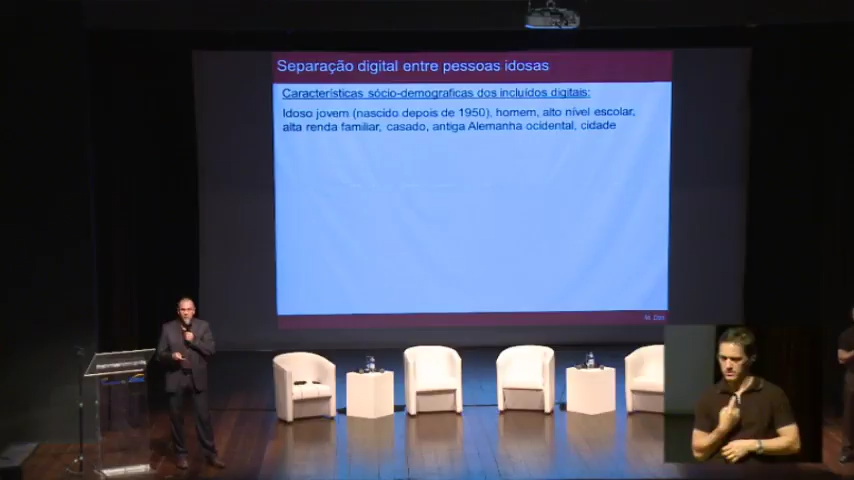 Separação digital entre pessoas idosas
Características sócio-demograficas dos incluídos digitais:
Idoso jovem (nascido depois de 1950), homem, alto nível escolar,
alta renda familiar, casado, antiga Alemanha ocidental, cidade